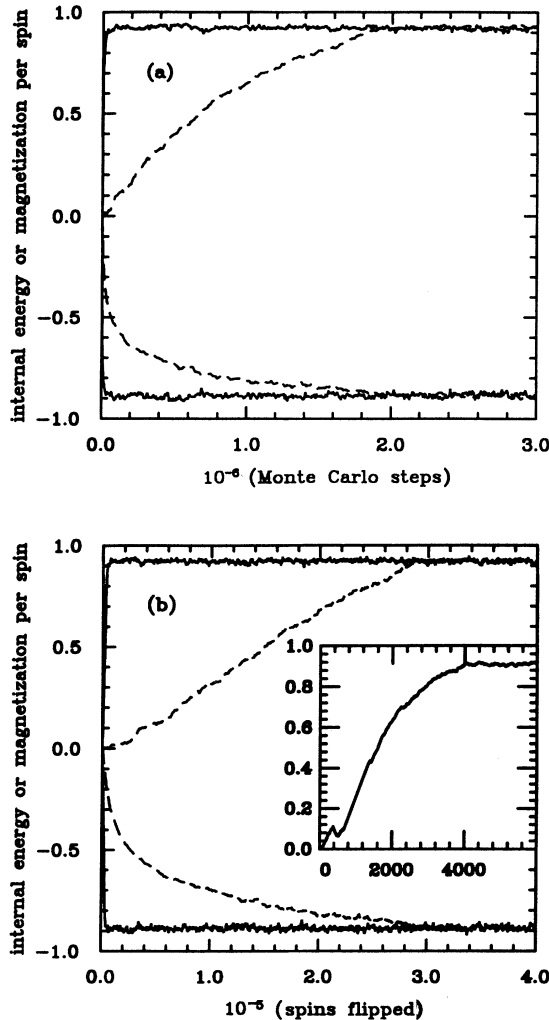 internal energy or magnetization per spin
1.0
0.5
0.0
−0.5
−1.0
(a)
0.0 1.0 2.0 3.0
10⁻⁶ (Monte Carlo steps)
internal energy or magnetization per spin
1.0
0.5
0.0
−0.5
−1.0
(b)
1.0
0.8
0.6
0.4
0.2
0.0
0 2000 4000
0.0 1.0 2.0 3.0 4.0
10⁻⁵ (spins flipped)